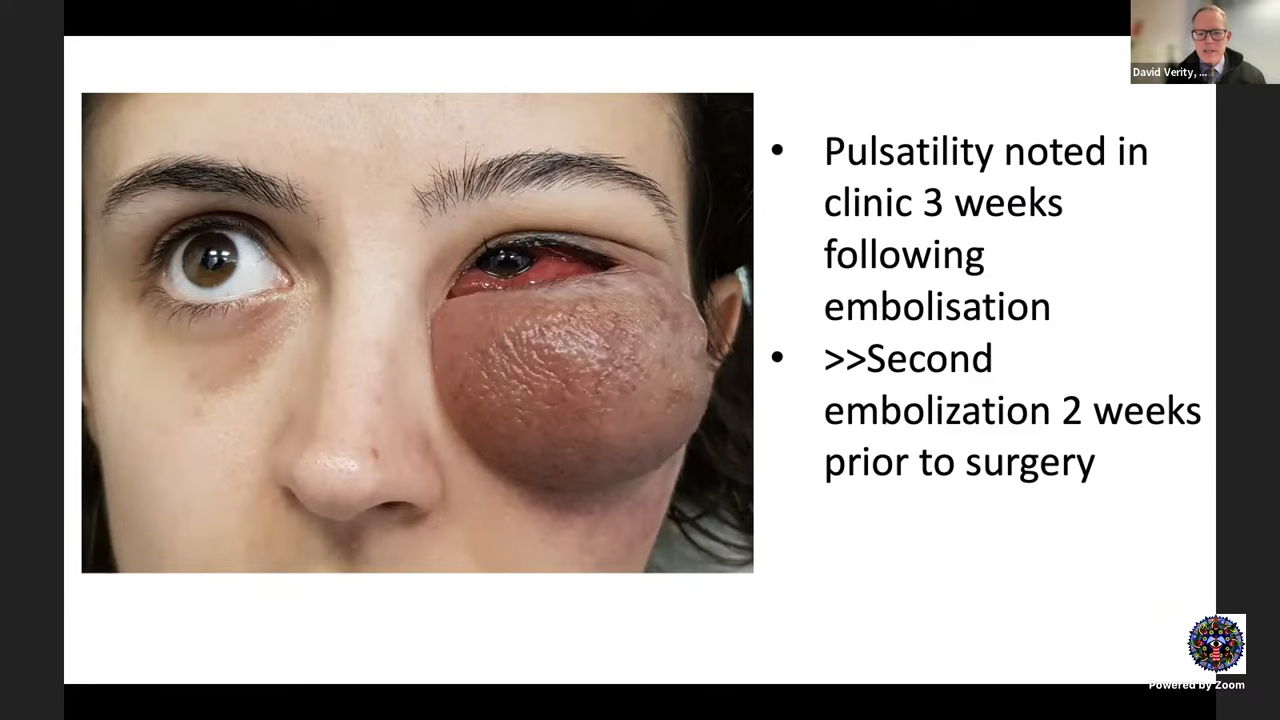 David Verity, ...
• Pulsatility noted in
clinic 3 weeks
following
embolisation
• >>Second
embolization 2 weeks
prior to surgery
Powered by Zoom